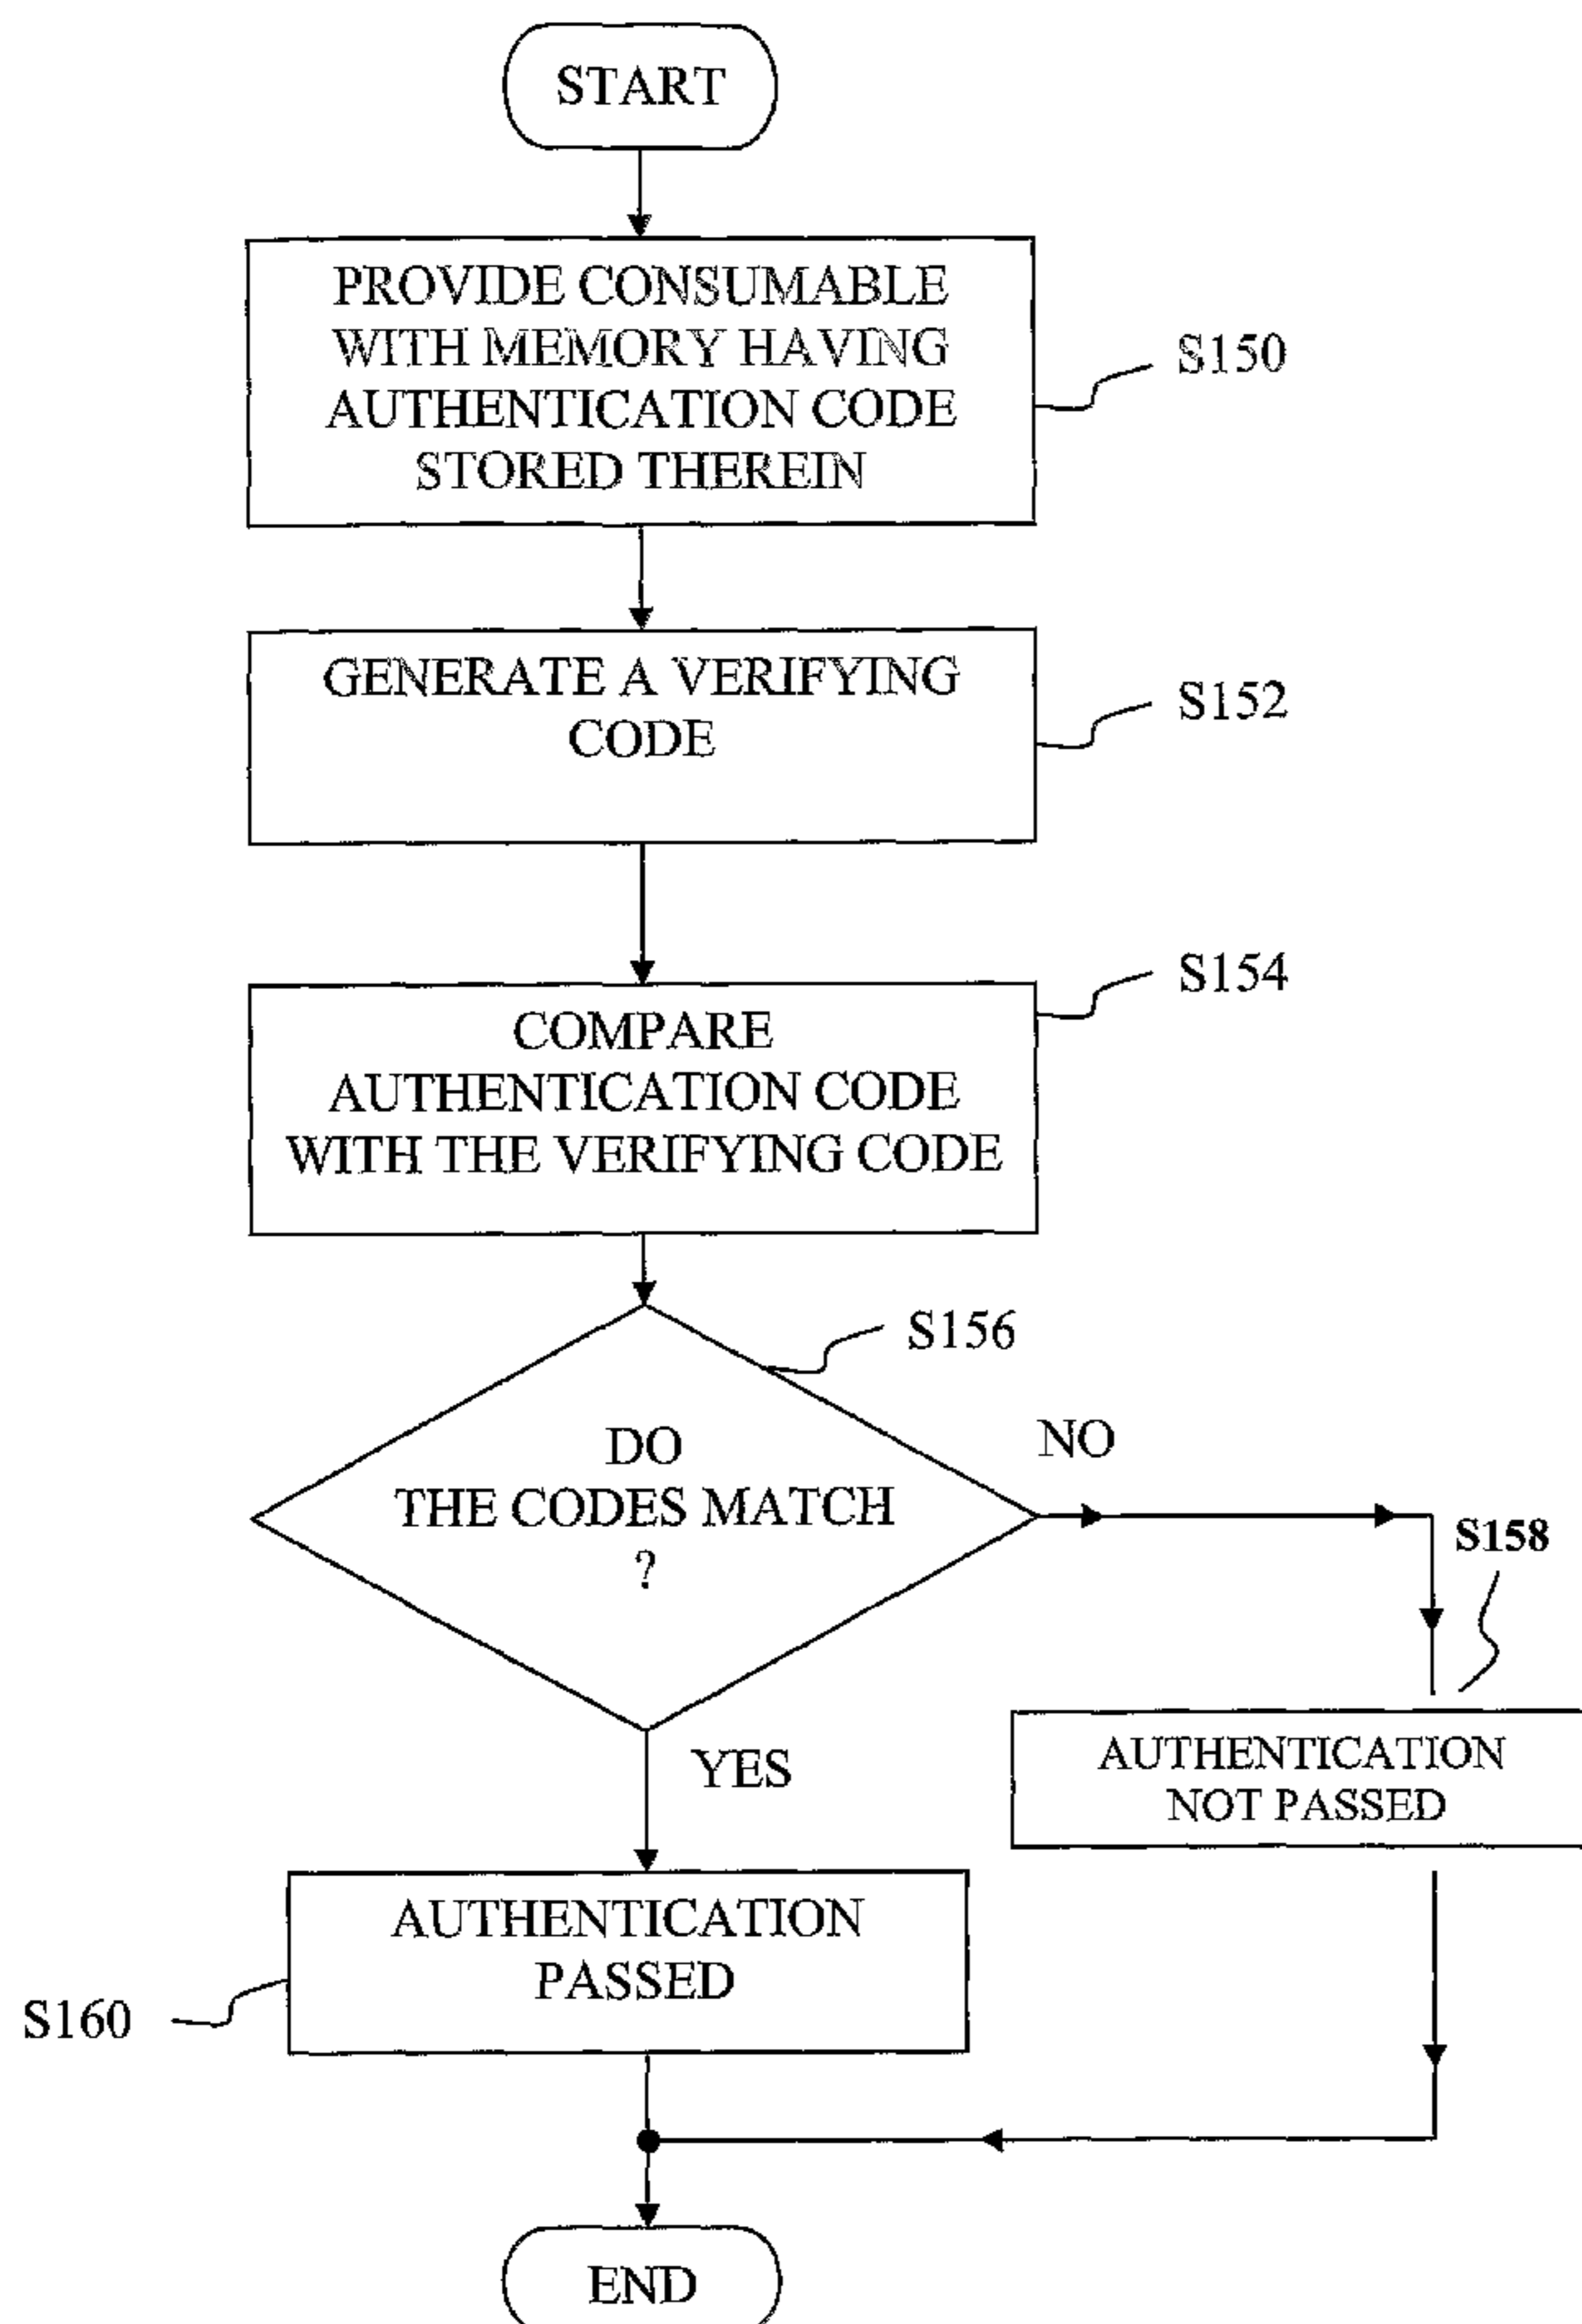 START
PROVIDE CONSUMABLE
WITH MEMORY HAVING
AUTHENTICATION CODE
STORED THEREIN
S150
GENERATE A VERIFYING
CODE
S152
COMPARE
AUTHENTICATION CODE
WITH THE VERIFYING CODE
S154
DO
THE CODES MATCH
?
S156
NO
S158
AUTHENTICATION
NOT PASSED
YES
AUTHENTICATION
PASSED
S160
END